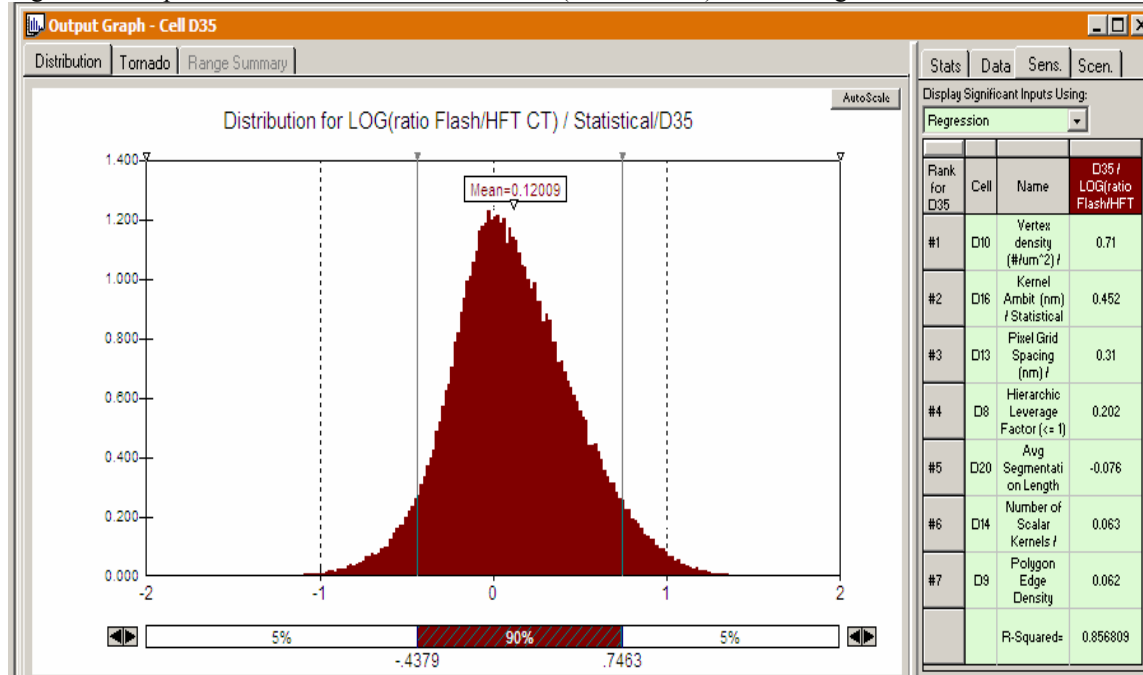 Output Graph - Cell D35
Distribution Tornado Range Summary
AutoScale
Distribution for LOG(ratio Flash/HFT CT) / Statistical/D35
1.400
1.200
1.000
0.800
0.600
0.400
0.200
0.000
Mean=0.12009
-2 -1 0 1 2
5% 90% 5%
-.4379 .7463
Stats Data Sens. Scen.
Display Significant Inputs Using:
Regression
Rank
for
D35
Cell
Name
D35 /
LOG(ratio
Flash/HFT
#1 D10
Vertex
density
(#/um^2) /
0.71
#2 D16
Kernel
Ambit (nm)
/ Statistical
0.452
#3 D13
Pixel Grid
Spacing
(nm) /
0.31
#4 D8
Hierarchic
Leverage
Factor (<= 1)
0.202
#5 D20
Avg
Segmentati
on Length
-0.076
#6 D14
Number of
Scalar
Kernels /
0.063
#7 D9
Polygon
Edge
Density
0.062
R-Squared= 0.856809